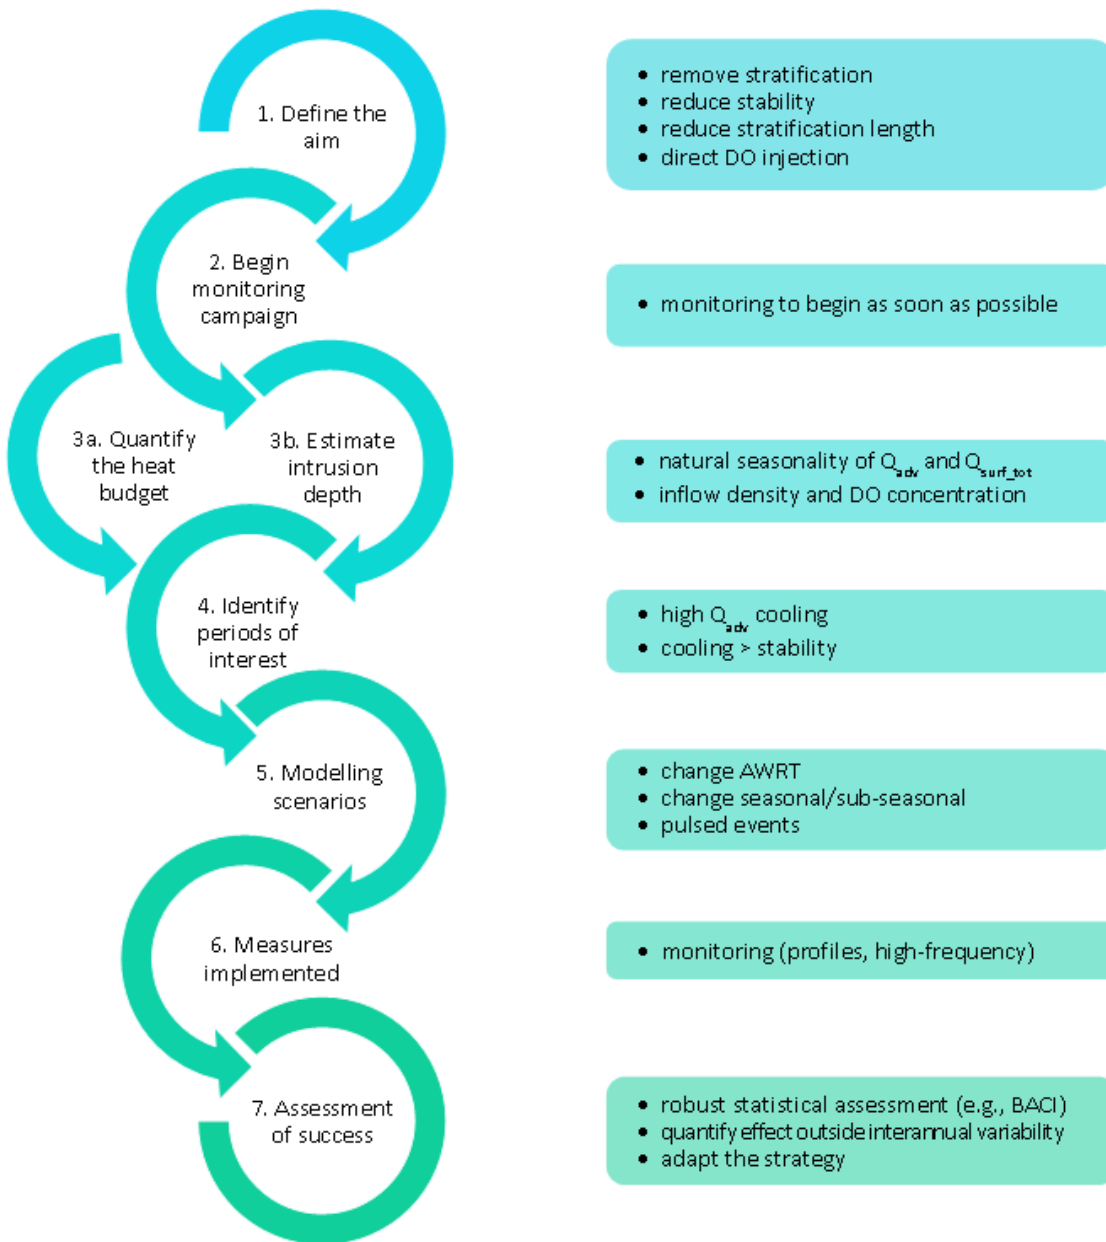 1. Define the
aim
• remove stratification
• reduce stability
• reduce stratification length
• direct DO injection
2. Begin
monitoring
campaign
• monitoring to begin as soon as possible
3a. Quantify
the heat
budget
3b. Estimate
intrusion
depth
• natural seasonality of Q_adv and Q_surf_tot
• inflow density and DO concentration
4. Identify
periods of
interest
• high Q_adv cooling
• cooling > stability
5. Modelling
scenarios
• change AWRT
• change seasonal/sub-seasonal
• pulsed events
6. Measures
implemented
• monitoring (profiles, high-frequency)
7. Assessment
of success
• robust statistical assessment (e.g., BACI)
• quantify effect outside interannual variability
• adapt the strategy